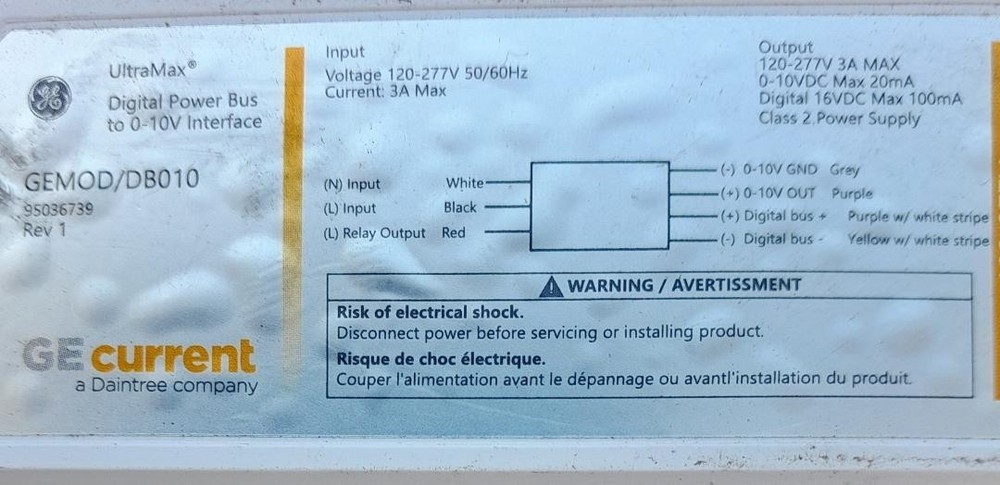 GE
UltraMax®
Digital Power Bus
to 0-10V Interface
GEMOD/DB010
95036739
Rev 1
GE current
a Daintree company
Input
Voltage 120-277V 50/60Hz
Current: 3A Max
Output
120-277V 3A MAX
0-10VDC Max 20mA
Digital 16VDC Max 100mA
Class 2 Power Supply
(N) Input White
(L) Input Black
(L) Relay Output Red
(-) 0-10V GND Grey
(+) 0-10V OUT Purple
(+) Digital bus + Purple w/ white stripe
(-) Digital bus - Yellow w/ white stripe
WARNING / AVERTISSMENT
Risk of electrical shock.
Disconnect power before servicing or installing product.
Risque de choc électrique.
Couper l'alimentation avant le dépannage ou avantl'installation du produit.